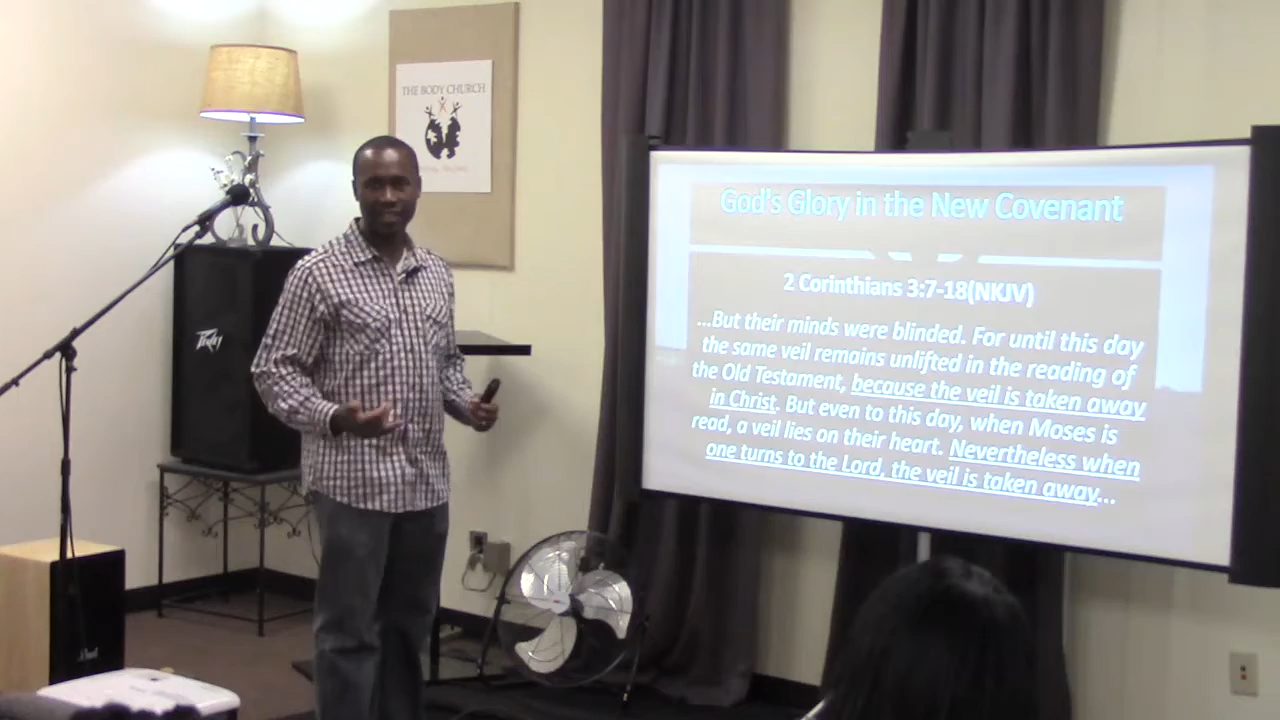 THE BODY CHURCH
PEAVEY
God's Glory in the New Covenant
2 Corinthians 3:7-18(NKJV)
...But their minds were blinded. For until this day
the same veil remains unlifted in the reading of
the Old Testament, because the veil is taken away
in Christ. But even to this day, when Moses is
read, a veil lies on their heart. Nevertheless when
one turns to the Lord, the veil is taken away...
Pearl